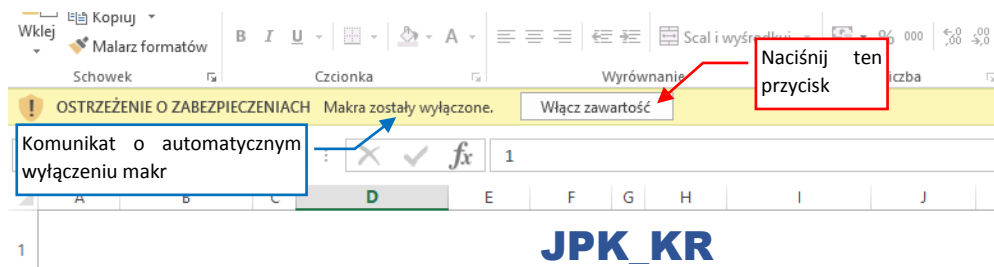 Wklej
Kopiuj
Malarz formatów
B I U A
Scal i wyśrodkuj
% 000
Schowek Czcionka Wyrównanie Liczba
Naciśnij ten
przycisk
OSTRZEŻENIE O ZABEZPIECZENIACH Makra zostały wyłączone. Włącz zawartość
Komunikat o automatycznym
wyłączeniu makr
fx 1
A B C D E F G H I J
1 JPK_KR